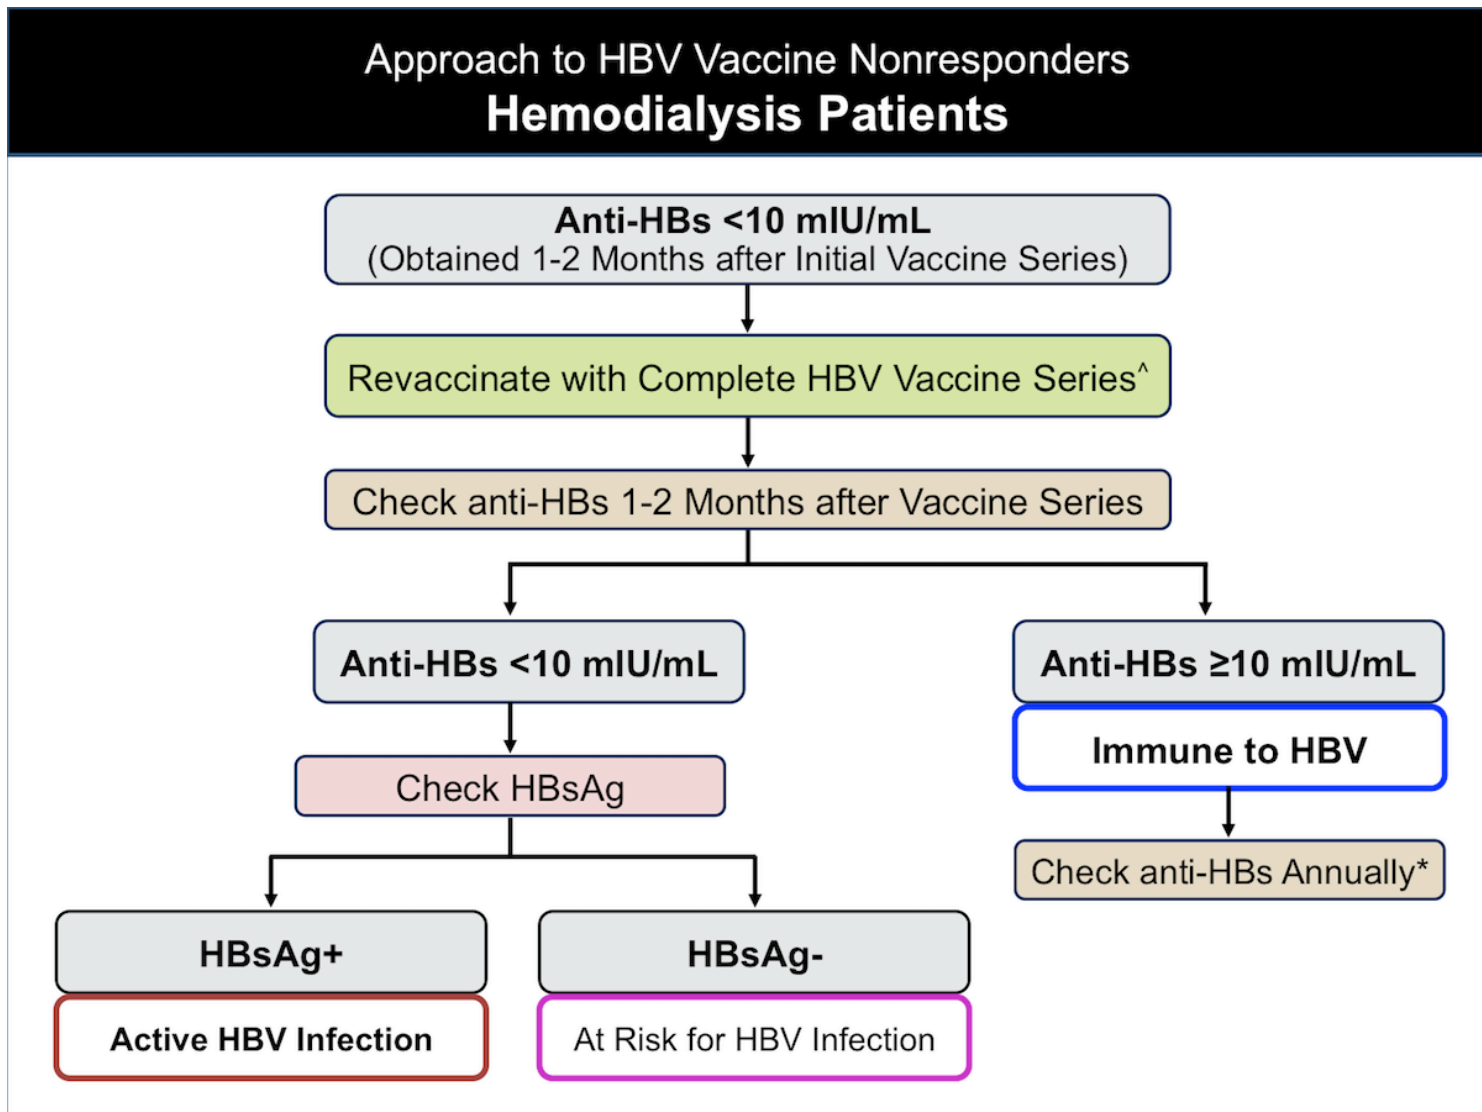 Approach to HBV Vaccine Nonresponders
Hemodialysis Patients
Anti-HBs <10 mIU/mL
(Obtained 1-2 Months after Initial Vaccine Series)
Revaccinate with Complete HBV Vaccine Series^
Check anti-HBs 1-2 Months after Vaccine Series
Anti-HBs <10 mIU/mL
Anti-HBs ≥10 mIU/mL
Immune to HBV
Check HBsAg
Check anti-HBs Annually*
HBsAg+
HBsAg-
Active HBV Infection
At Risk for HBV Infection